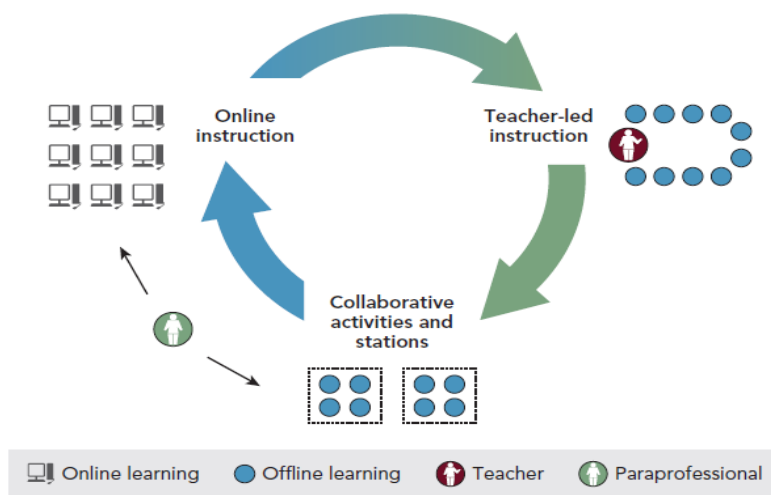 Online
instruction
Teacher-led
instruction
Collaborative
activities and
stations
Online learning
Offline learning
Teacher
Paraprofessional